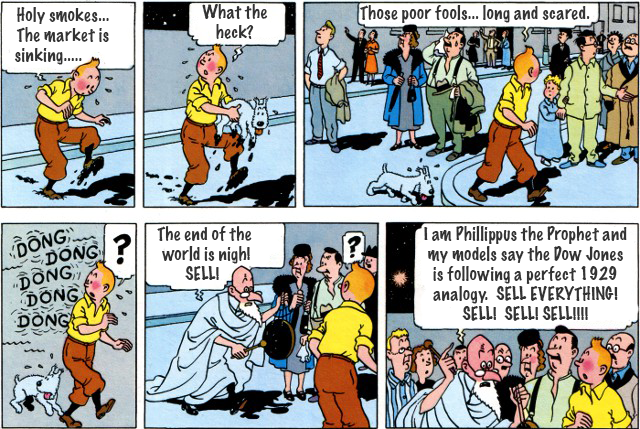 Holy smokes...
The market is
sinking.....
What the
heck?
Those poor fools... long and scared.
DONG
DONG
DONG
DONG
DONG
?
The end of the
world is nigh!
SELL!
?
I am Phillippus the Prophet and
my models say the Dow Jones
is following a perfect 1929
analogy. SELL EVERYTHING!
SELL! SELL! SELL!!!!